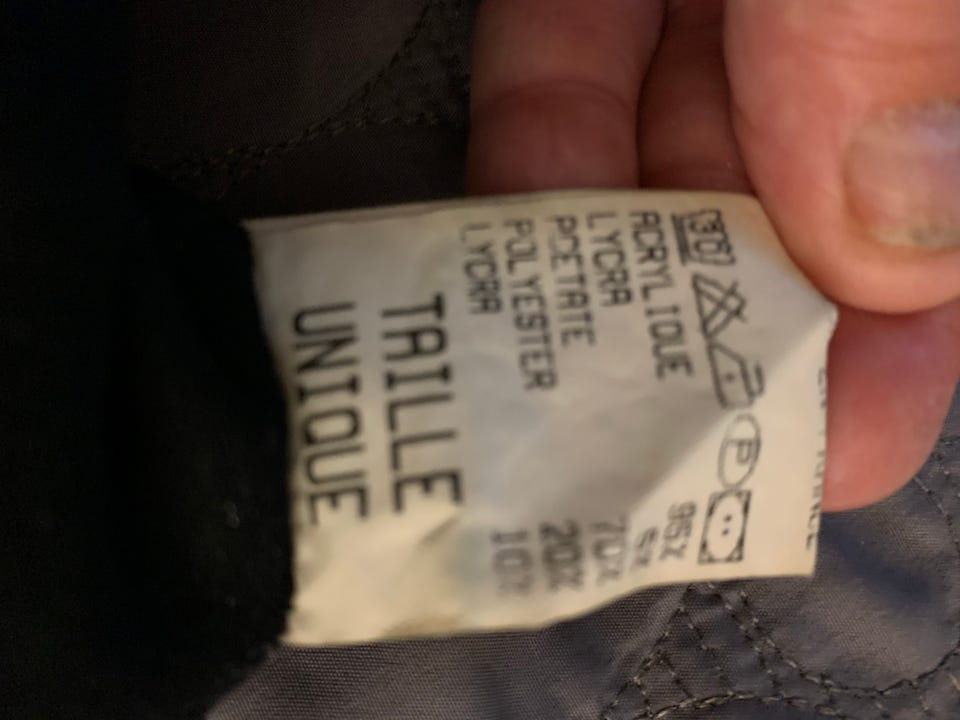 30 P
ACRYLIQUE 95%
LYCRA 5%
ACETATE 70%
POLYESTER 20%
LYCRA 10%
TAILLE
UNIQUE